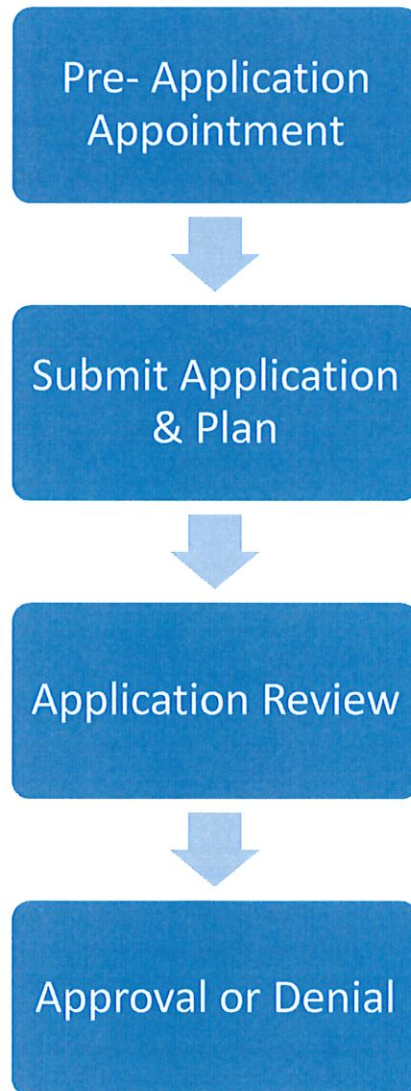 Pre- Application
Appointment
Submit Application
& Plan
Application Review
Approval or Denial